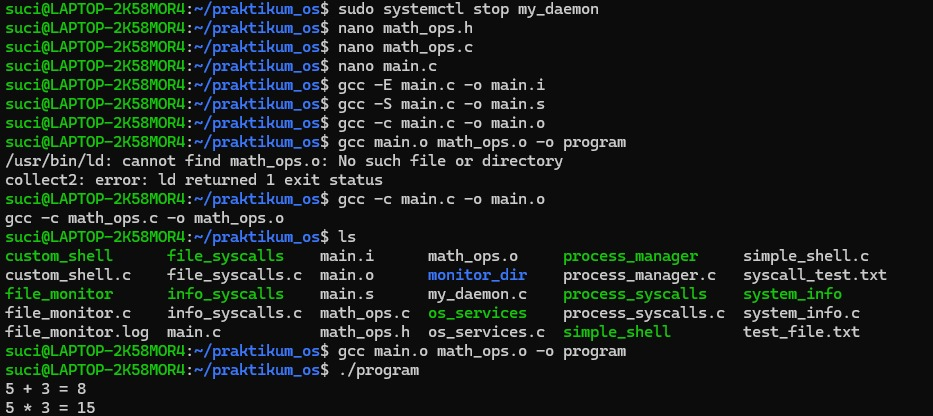 suci@LAPTOP-2K58MOR4:~/praktikum_os$ sudo systemctl stop my_daemon
suci@LAPTOP-2K58MOR4:~/praktikum_os$ nano math_ops.h
suci@LAPTOP-2K58MOR4:~/praktikum_os$ nano math_ops.c
suci@LAPTOP-2K58MOR4:~/praktikum_os$ nano main.c
suci@LAPTOP-2K58MOR4:~/praktikum_os$ gcc -E main.c -o main.i
suci@LAPTOP-2K58MOR4:~/praktikum_os$ gcc -S main.c -o main.s
suci@LAPTOP-2K58MOR4:~/praktikum_os$ gcc -c main.c -o main.o
suci@LAPTOP-2K58MOR4:~/praktikum_os$ gcc main.o math_ops.o -o program
/usr/bin/ld: cannot find math_ops.o: No such file or directory
collect2: error: ld returned 1 exit status
suci@LAPTOP-2K58MOR4:~/praktikum_os$ gcc -c main.c -o main.o
gcc -c math_ops.c -o math_ops.o
suci@LAPTOP-2K58MOR4:~/praktikum_os$ ls
custom_shell file_syscalls main.i math_ops.o process_manager simple_shell.c
custom_shell.c file_syscalls.c main.o monitor_dir process_manager.c syscall_test.txt
file_monitor info_syscalls main.s my_daemon.c process_syscalls system_info
file_monitor.c info_syscalls.c math_ops.c os_services process_syscalls.c system_info.c
file_monitor.log main.c math_ops.h os_services.c simple_shell test_file.txt
suci@LAPTOP-2K58MOR4:~/praktikum_os$ gcc main.o math_ops.o -o program
suci@LAPTOP-2K58MOR4:~/praktikum_os$ ./program
5 + 3 = 8
5 * 3 = 15